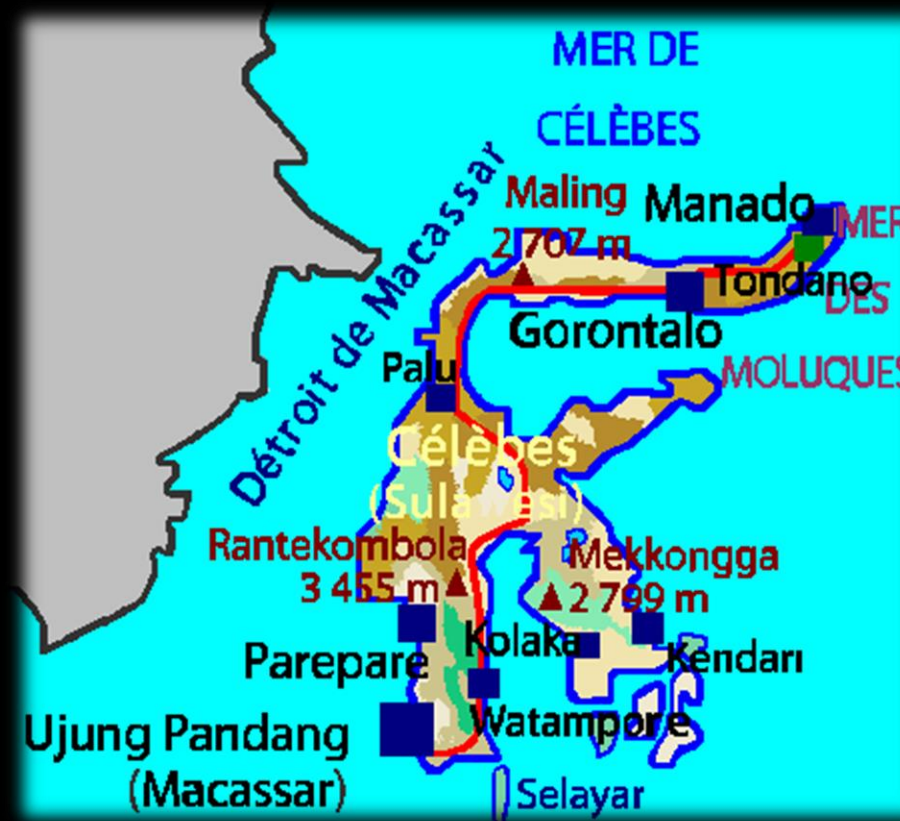 MER DE
CÉLÈBES
Détroit de Macassar
Maling
2 707 m
Manado
MER
DES
MOLUQUES
Tondano
Gorontalo
Palu
Célèbes
(Sulawesi)
Rantekombola
3 455 m
Mekkongga
2 799 m
Parepare
Kolaka
Kendari
Ujung Pandang
(Macassar)
Watampore
Selayar